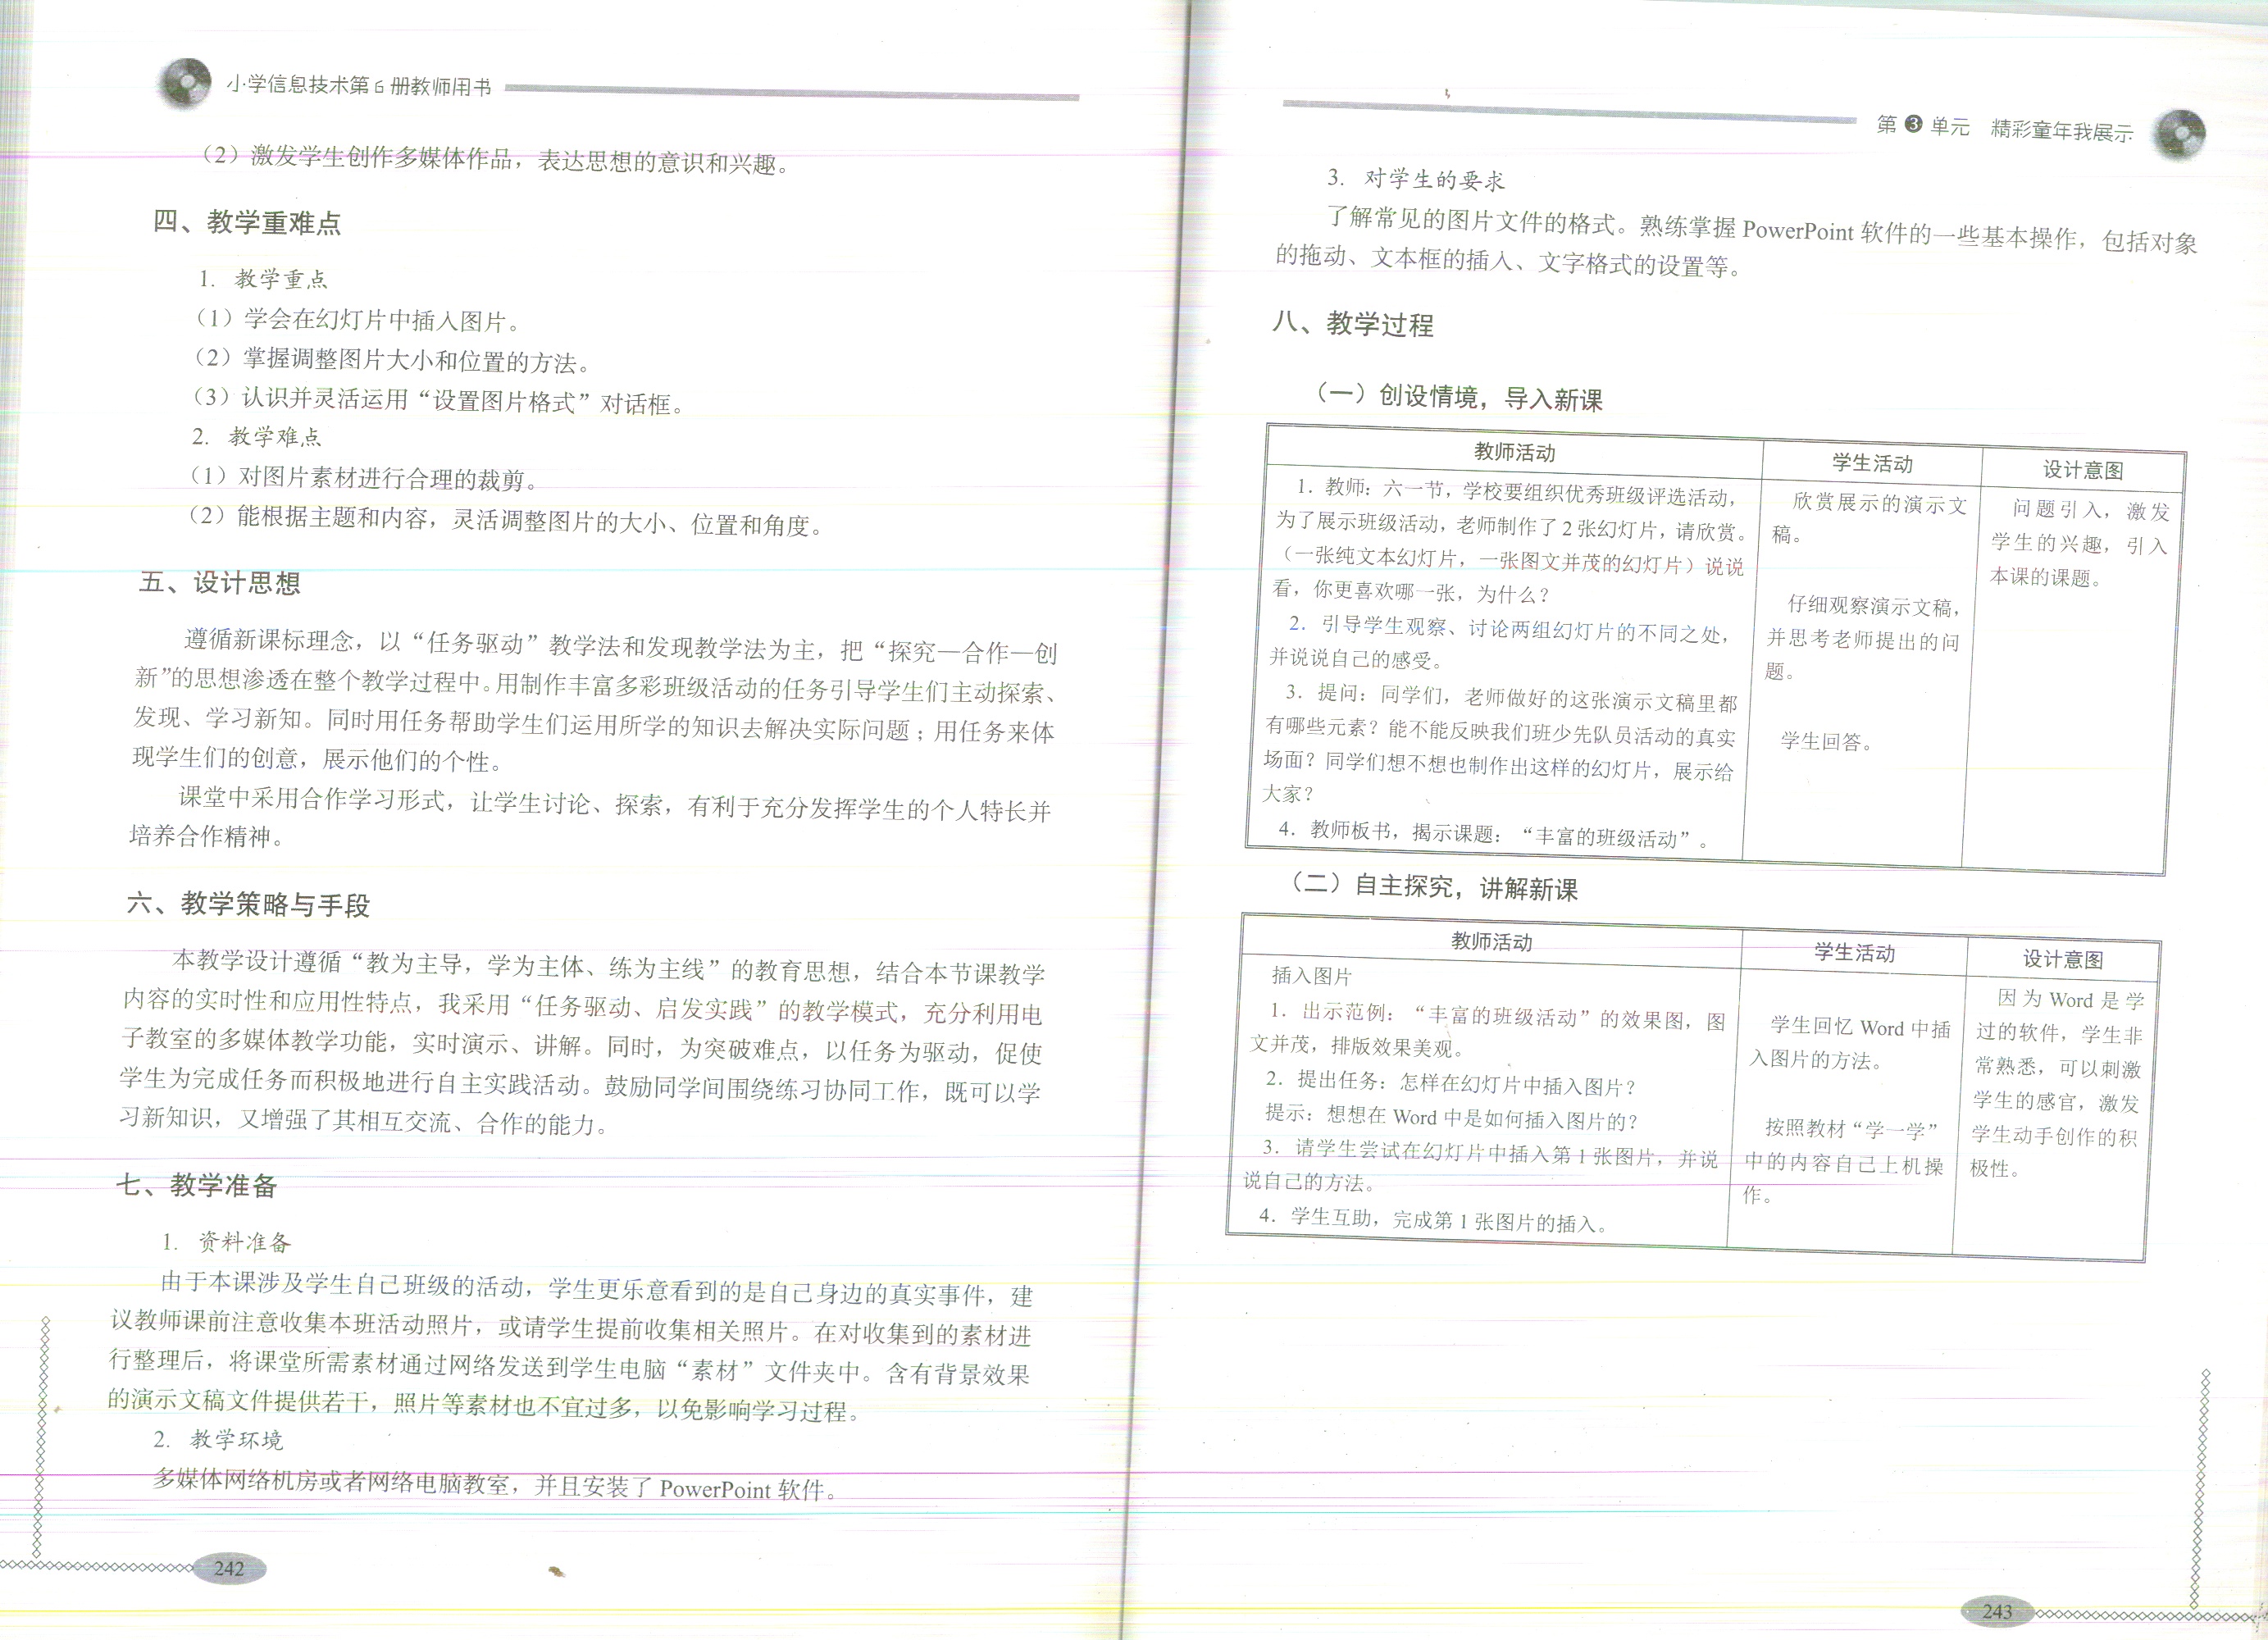 小学信息技术第6册教师用书
（2）激发学生创作多媒体作品，表达思想的意识和兴趣。
四、教学重难点
1. 教学重点
（1）学会在幻灯片中插入图片。
（2）掌握调整图片大小和位置的方法。
（3）认识并灵活运用“设置图片格式”对话框。
2. 教学难点
（1）对图片素材进行合理的裁剪。
（2）能根据主题和内容，灵活调整图片的大小、位置和角度。
五、设计思想
遵循新课标理念，以“任务驱动”教学法和发现教学法为主，把“探究—合作—创
新”的思想渗透在整个教学过程中。用制作丰富多彩班级活动的任务引导学生们主动探索、
发现、学习新知。同时用任务帮助学生们运用所学的知识去解决实际问题；用任务来体
现学生们的创意，展示他们的个性。
课堂中采用合作学习形式，让学生讨论、探索，有利于充分发挥学生的个人特长并
培养合作精神。
六、教学策略与手段
本教学设计遵循“教为主导，学为主体、练为主线”的教育思想，结合本节课教学
内容的实时性和应用性特点，我采用“任务驱动、启发实践”的教学模式，充分利用电
子教室的多媒体教学功能，实时演示、讲解。同时，为突破难点，以任务为驱动，促使
学生为完成任务而积极地进行自主实践活动。鼓励同学间围绕练习协同工作，既可以学
习新知识，又增强了其相互交流、合作的能力。
七、教学准备
1. 资料准备
由于本课涉及学生自己班级的活动，学生更乐意看到的是自己身边的真实事件，建
议教师课前注意收集本班活动照片，或请学生提前收集相关照片。在对收集到的素材进
行整理后，将课堂所需素材通过网络发送到学生电脑“素材”文件夹中。含有背景效果
的演示文稿文件提供若干，照片等素材也不宜过多，以免影响学习过程。
2. 教学环境
多媒体网络机房或者网络电脑教室，并且安装了 PowerPoint 软件。
242
第❸单元 精彩童年我展示
3. 对学生的要求
了解常见的图片文件的格式。熟练掌握 PowerPoint 软件的一些基本操作，包括对象
的拖动、文本框的插入、文字格式的设置等。
八、教学过程
（一）创设情境，导入新课
教师活动
1. 教师：六一节，学校要组织优秀班级评选活动，
为了展示班级活动，老师制作了 2 张幻灯片，请欣赏。
（一张纯文本幻灯片，一张图文并茂的幻灯片）说说
看，你更喜欢哪一张，为什么？
2. 引导学生观察、讨论两组幻灯片的不同之处，
并说说自己的感受。
3. 提问：同学们，老师做好的这张演示文稿里都
有哪些元素？能不能反映我们班少先队员活动的真实
场面？同学们想不想也制作出这样的幻灯片，展示给
大家？
4. 教师板书，揭示课题：“丰富的班级活动”。
学生活动
欣赏展示的演示文
稿。
仔细观察演示文稿，
并思考老师提出的问
题。
学生回答。
设计意图
问题引入，激发
学生的兴趣，引入
本课的课题。
（二）自主探究，讲解新课
教师活动
插入图片
1. 出示范例：“丰富的班级活动”的效果图，图
文并茂，排版效果美观。
2. 提出任务：怎样在幻灯片中插入图片？
提示：想想在 Word 中是如何插入图片的？
3. 请学生尝试在幻灯片中插入第 1 张图片，并说
说自己的方法。
4. 学生互助，完成第 1 张图片的插入。
学生活动
学生回忆 Word 中插
入图片的方法。
按照教材“学一学”
中的内容自己上机操
作。
设计意图
因为 Word 是学
过的软件，学生非
常熟悉，可以刺激
学生的感官，激发
学生动手创作的积
极性。
243